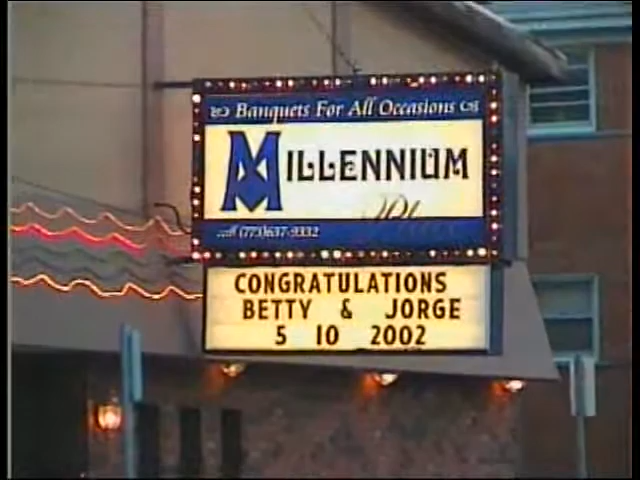 Banquets For All Occasions
MILLENNIUM
(773)637-9332
CONGRATULATIONS
BETTY & JORGE
5 10 2002